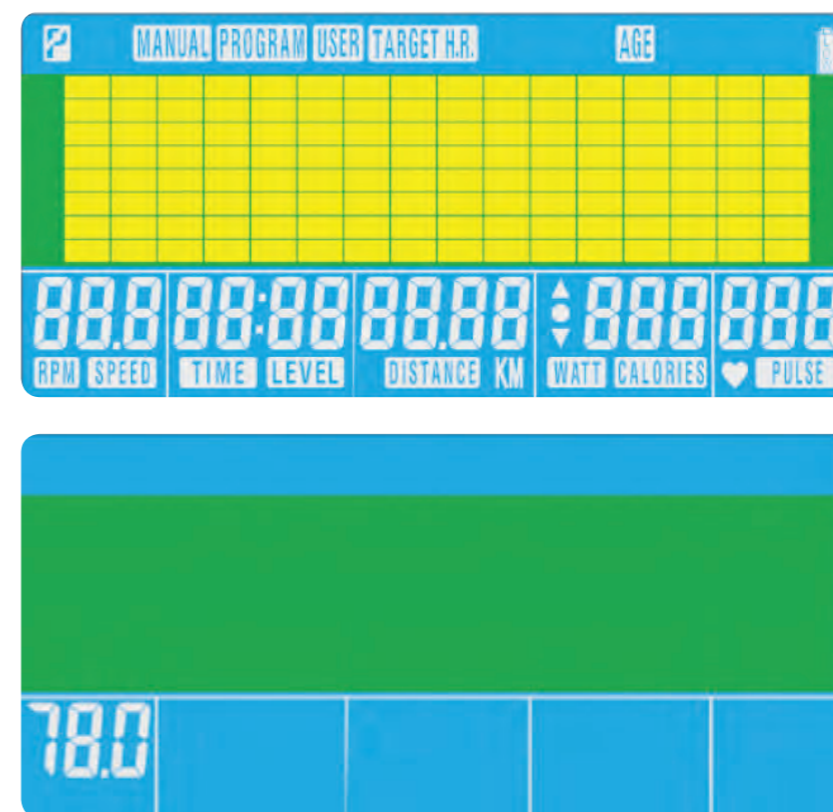 P MANUAL PROGRAM USER TARGET H.R. AGE
88.8 88:88 88.88 888 888
RPM SPEED TIME LEVEL DISTANCE KM WATT CALORIES PULSE
78.0